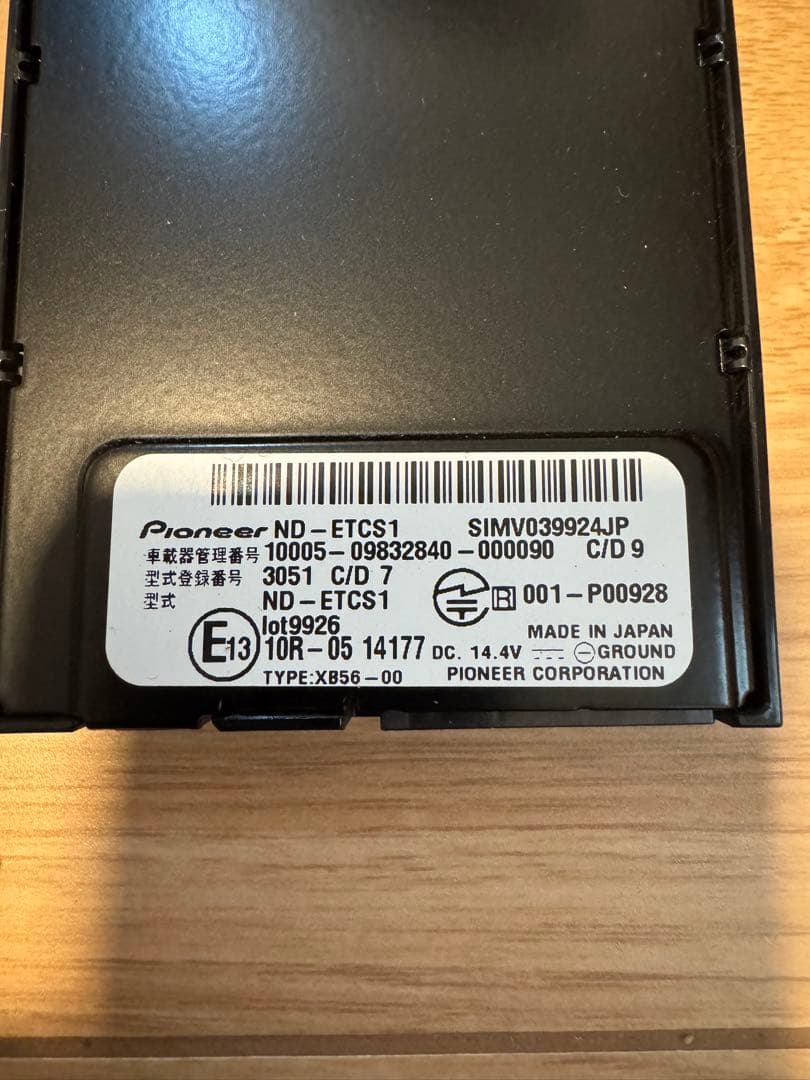 Pioneer ND-ETCS1 SIMV039924JP
車載器管理番号 10005-09832840-000090 C/D 9
型式登録番号 3051 C/D 7
型式 ND-ETCS1 R 001-P00928
lot9926
E13 10R-05 14177 DC. 14.4V GROUND
MADE IN JAPAN
TYPE:XB56-00 PIONEER CORPORATION